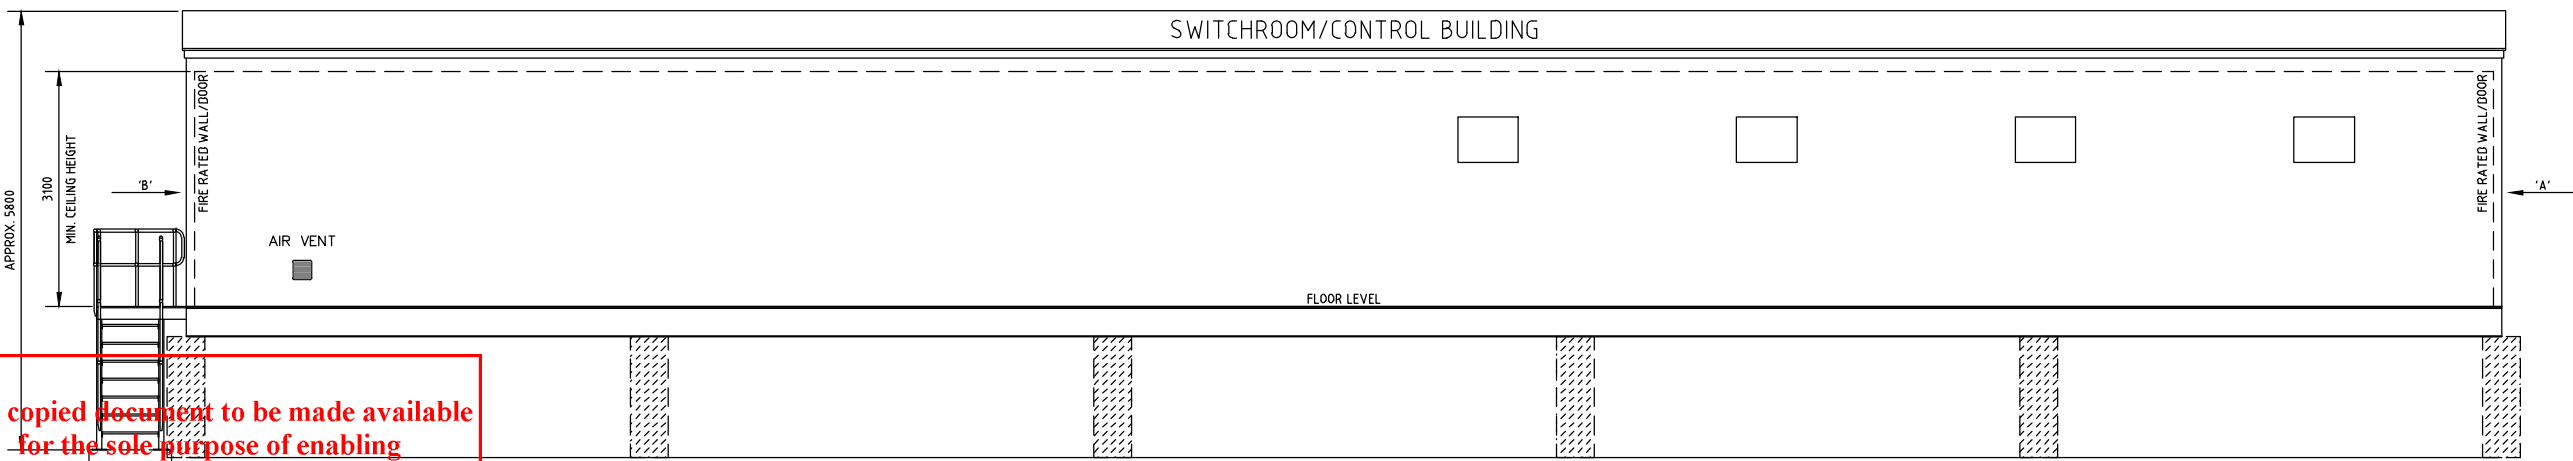 SWITCHROOM/CONTROL BUILDING
APPROX. 5800
3100
MIN. CEILING HEIGHT
'B'
FIRE RATED WALL/DOOR
AIR VENT
FLOOR LEVEL
FIRE RATED WALL/DOOR
'A'
copied document to be made available
for the sole purpose of enabling